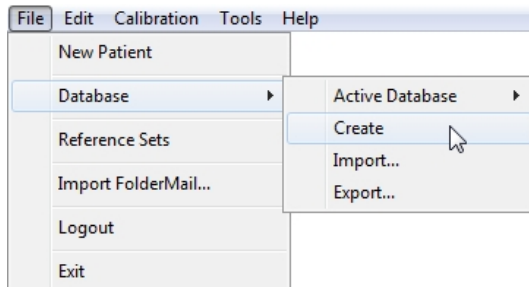 File Edit Calibration Tools Help
New Patient
Database
Active Database
Create
Reference Sets
Import...
Import FolderMail...
Export...
Logout
Exit